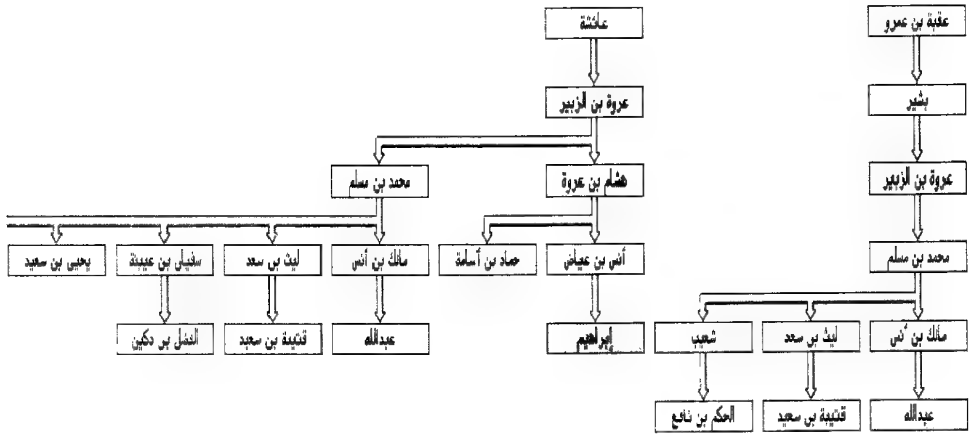 عقبة بن عمرو
عائشة
بشير
عروة بن الزبير
عروة بن الزبير
هشام بن عروة
محمد بن مسلم
محمد بن مسلم
أنس بن عياض
حماد بن أسامة
مالك بن أنس
ليث بن سعد
سفيان بن عيينة
يحيى بن سعيد
مالك بن أنس
ليث بن سعد
شعيب
إبراهيم
عبدالله
قتيبة بن سعيد
الفضل بن دكين
عبدالله
قتيبة بن سعيد
الحكم بن نافع